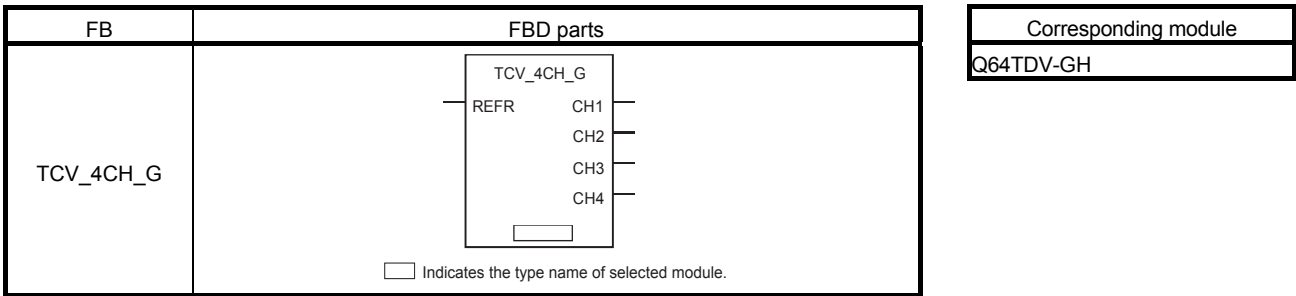 FB
FBD parts
TCV_4CH_G
TCV_4CH_G
REFR
CH1
CH2
CH3
CH4
Indicates the type name of selected module.
Corresponding module
Q64TDV-GH